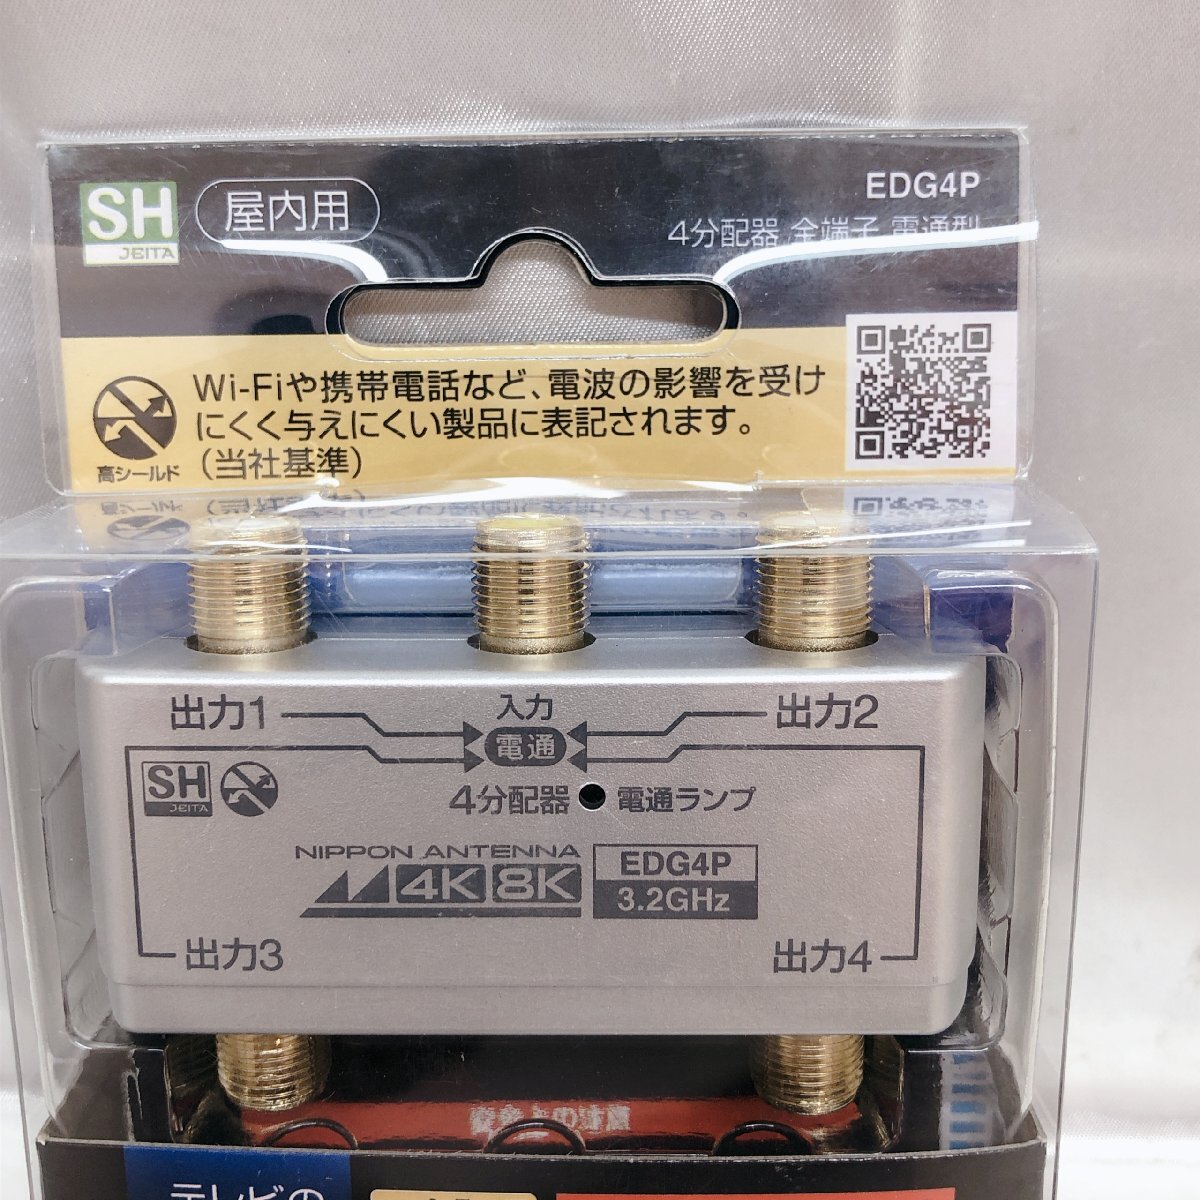 SH
JEITA
屋内用
EDG4P
4分配器 全端子 電通型
高シールド
Wi-Fiや携帯電話など、電波の影響を受け
にくく与えにくい製品に表記されます。
(当社基準)
出力1
入力
出力2
電通
SH
JEITA
4分配器
電通ランプ
NIPPON ANTENNA
4K 8K
EDG4P
3.2GHz
出力3
出力4
テレビの